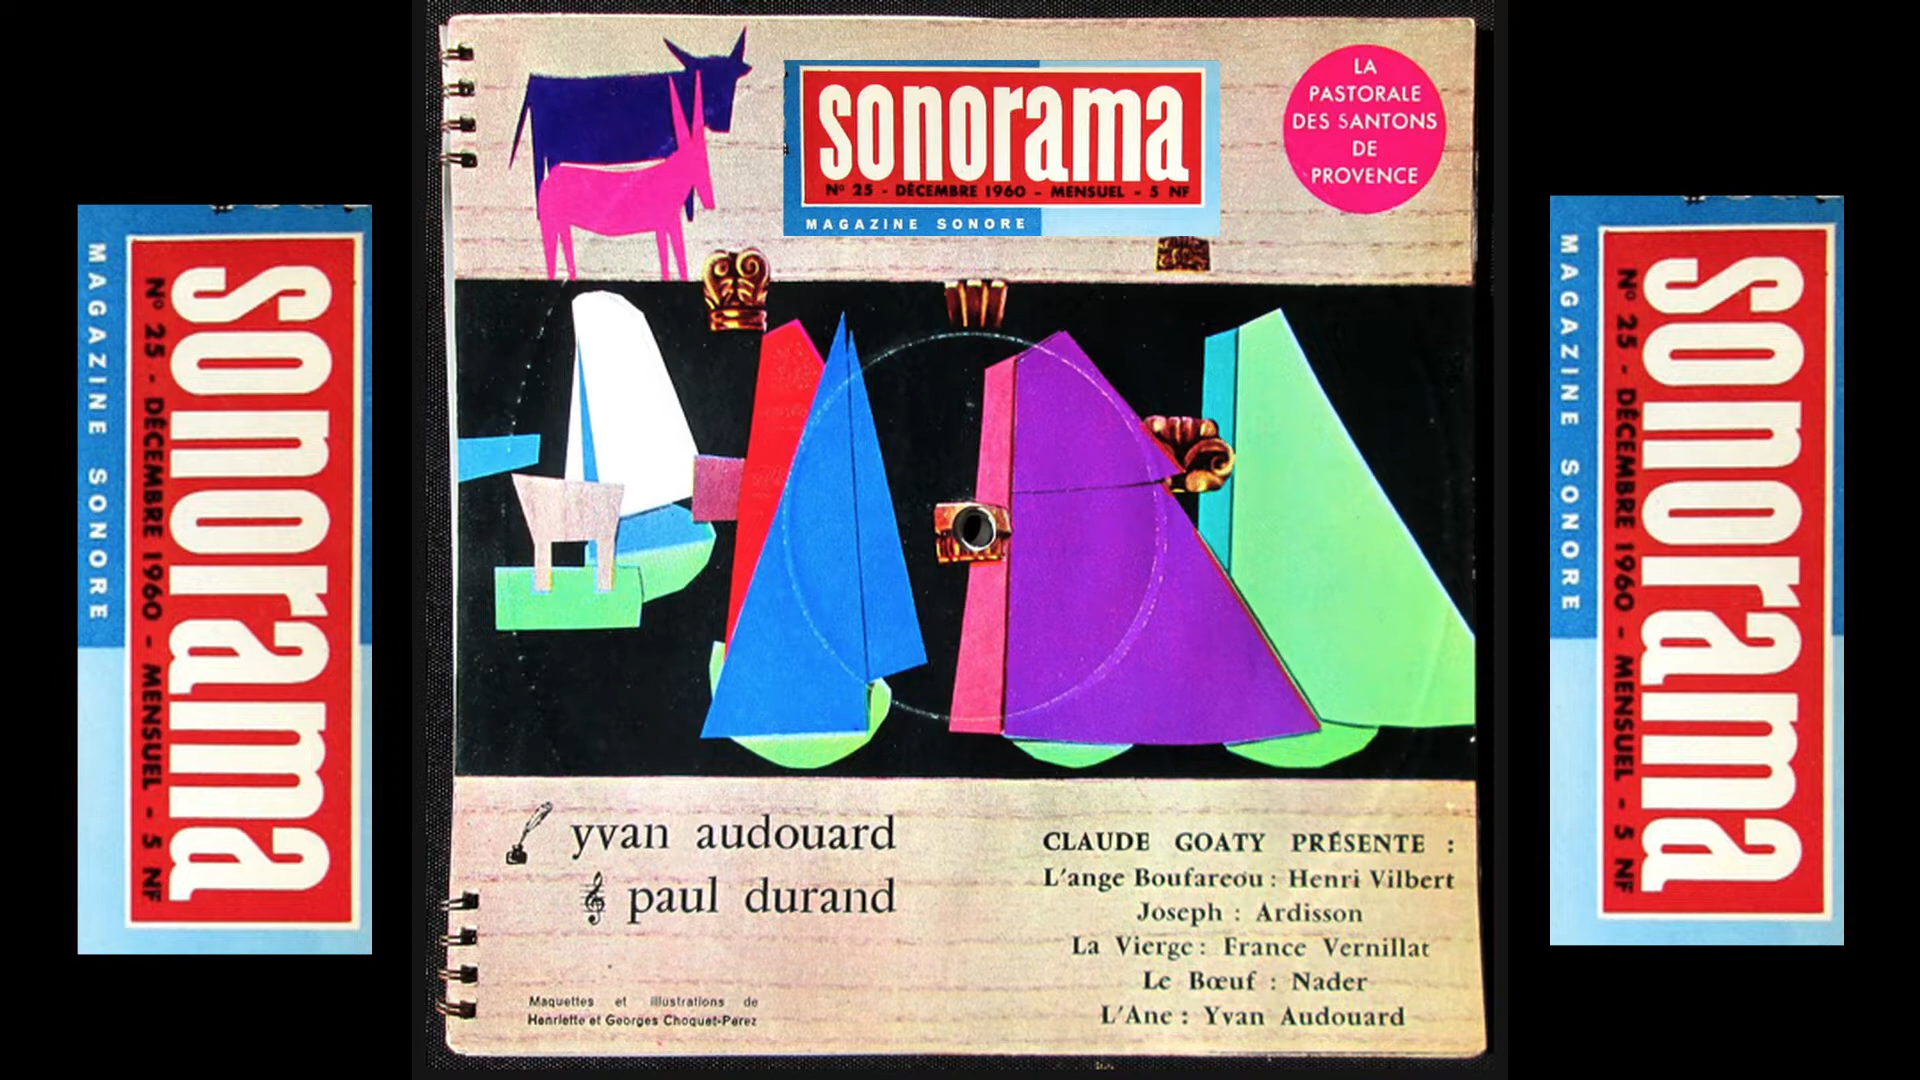 sonorama
Nº 25 - DÉCEMBRE 1960 - MENSUEL - 5 NF
MAGAZINE SONORE
LA
PASTORALE
DES SANTONS
DE
PROVENCE
sonorama
Nº 25 - DÉCEMBRE 1960 - MENSUEL - 5 NF
MAGAZINE SONORE
sonorama
Nº 25 - DÉCEMBRE 1960 - MENSUEL - 5 NF
MAGAZINE SONORE
yvan audouard
paul durand
Maquettes et illustrations de
Henriette et Georges Choquet-Perez
CLAUDE GOATY PRÉSENTE :
L'ange Boufareou : Henri Vilbert
Joseph : Ardisson
La Vierge : France Vernillat
Le Bœuf : Nader
L'Ane : Yvan Audouard